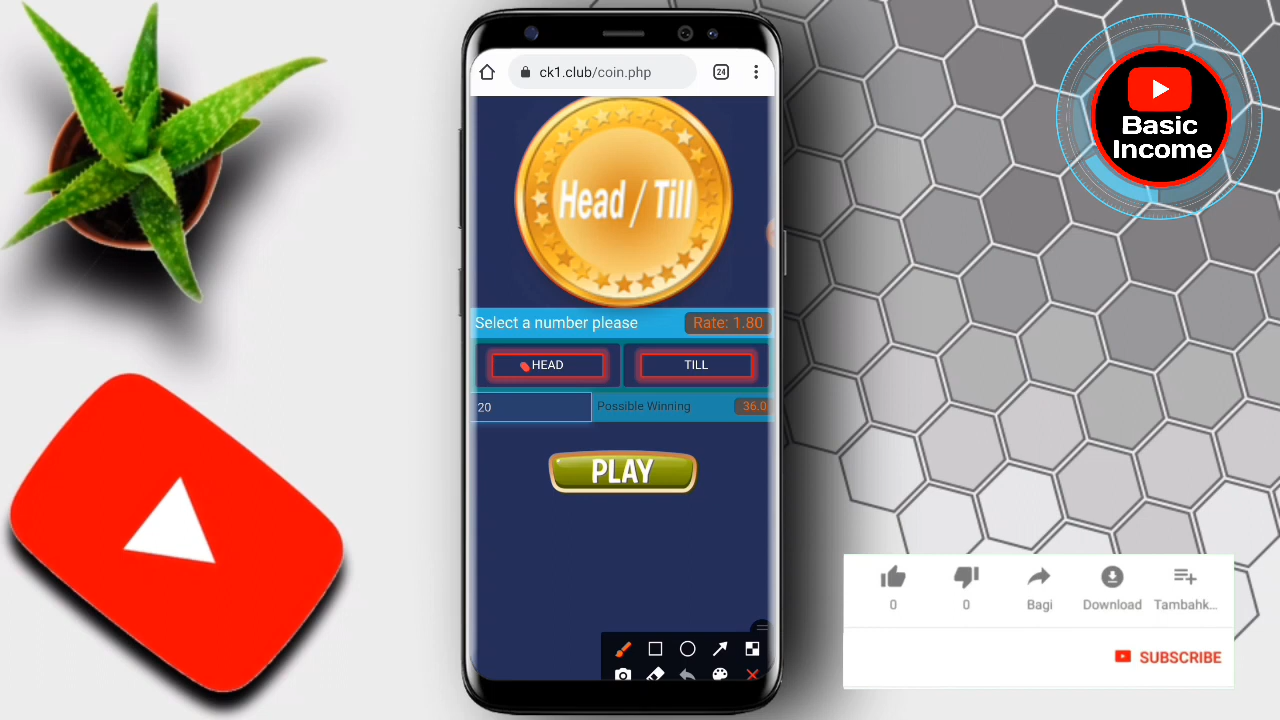 24
ck1.club/coin.php
Basic
Income
Head / Till
Select a number please
Rate: 1.80
HEAD
TILL
20
Possible Winning
36.0
PLAY
0
0
Bagi
Download
Tambahk...
SUBSCRIBE